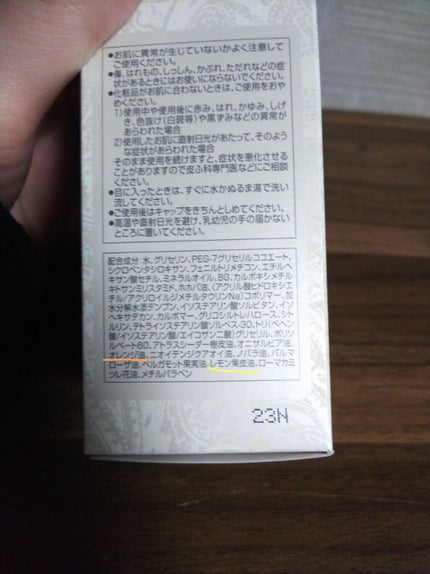 ●お肌に異常が生じていないかよく注意して
ご使用ください。
●傷、はれもの、しっしん、かぶれ、ただれなどの症
状があるときにはお使いにならないでください。
●化粧品がお肌に合わないときは、ご使用をおや
めください。
1)使用中や使用後に赤み、はれ、かゆみ、しげ
き、色抜け(白斑等)や黒ずみなどの異常が
あらわれた場合
2)使用したお肌に直射日光があたって、そのよう
な症状があらわれた場合
そのまま使用を続けますと、症状を悪化させる
ことがありますので皮ふ科専門医などにご相談
ください。
●目に入ったときは、すぐに水かぬるま湯で洗い
流してください。
●ご使用後はキャップをきちんとしめてください。
●高温や直射日光を避け、乳幼児の手の届かない
ところに置いてください。
配合成分:水、グリセリン、PEG-7グリセリルココエート、
シクロペンタシロキサン、フェニルトリメチコン、エチルヘ
キサン酸セチル、ミネラルオイル、BG、カルボキシメチル
キトサンミリスタミド、ホホバ油、(アクリル酸ヒドロキシエ
チル/アクリロイルジメチルタウリンNa)コポリマー、加
水分解水添デンプン、イソステアリン酸ソルビタン、イソ
ヘキサデカン、カルボマー、グリコシルトレハロース、シト
ルリン、テトライソステアリン酸ソルベス-30、トリ(ベヘン
酸/イソステアリン酸/エイコサン二酸)グリセリル、ポリソ
ルベート60、アトラスシーダー樹皮油、オニサルビア油、
オレンジ油、ニオイテンジクアオイ油、ノバラ油、パルマ
ローザ油、ベルガモット果実油、レモン果皮油、ローマカミ
ツレ花油、メチルパラベン
23N